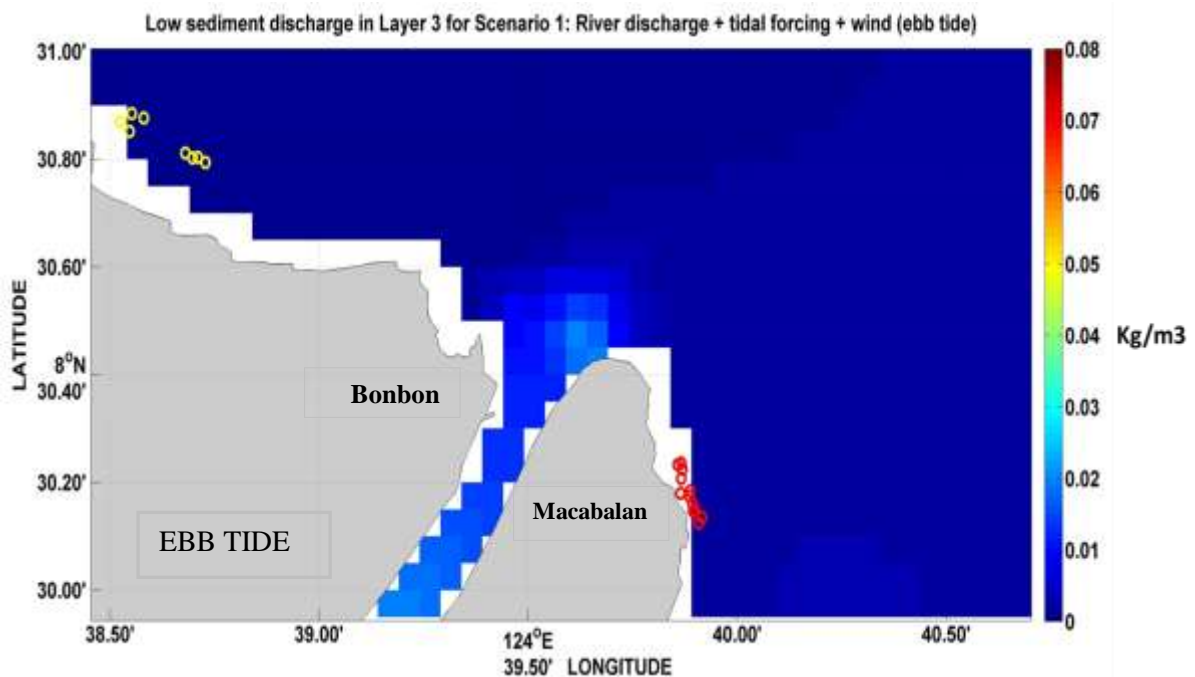 Low sediment discharge in Layer 3 for Scenario 1: River discharge + tidal forcing + wind (ebb tide)
31.00'
30.80'
30.60'
8°N
30.40'
30.20'
30.00'
LATITUDE
Bonbon
Macabalan
EBB TIDE
38.50'
39.00'
124°E
39.50'
LONGITUDE
40.00'
40.50'
0.08
0.07
0.06
0.05
0.04
0.03
0.02
0.01
0
Kg/m3